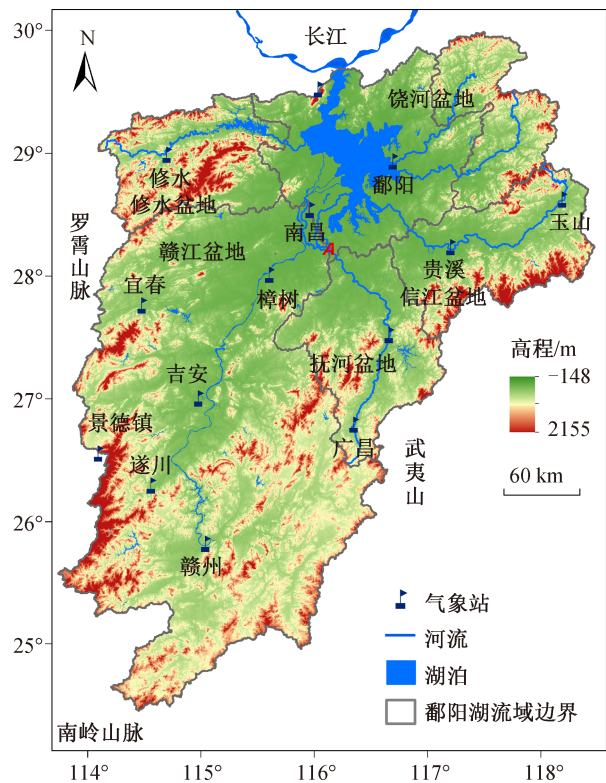 30°
29°
28°
27°
26°
25°
N
长江
饶河盆地
鄱阳
修水
修水盆地
玉山
罗霄山脉
南昌
A
赣江盆地
贵溪
信江盆地
宜春
樟树
抚河盆地
吉安
景德镇
广昌
武夷山
遂川
赣州
高程/m
−148
2155
60 km
气象站
河流
湖泊
鄱阳湖流域边界
南岭山脉
114°
115°
116°
117°
118°